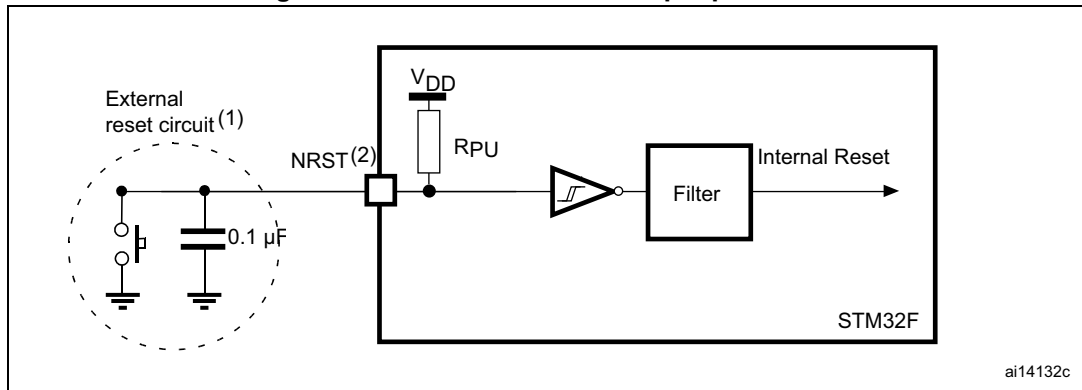 VDD
External
reset circuit(1)
NRST(2)
RPU
Internal Reset
Filter
0.1 µF
STM32F
ai14132c